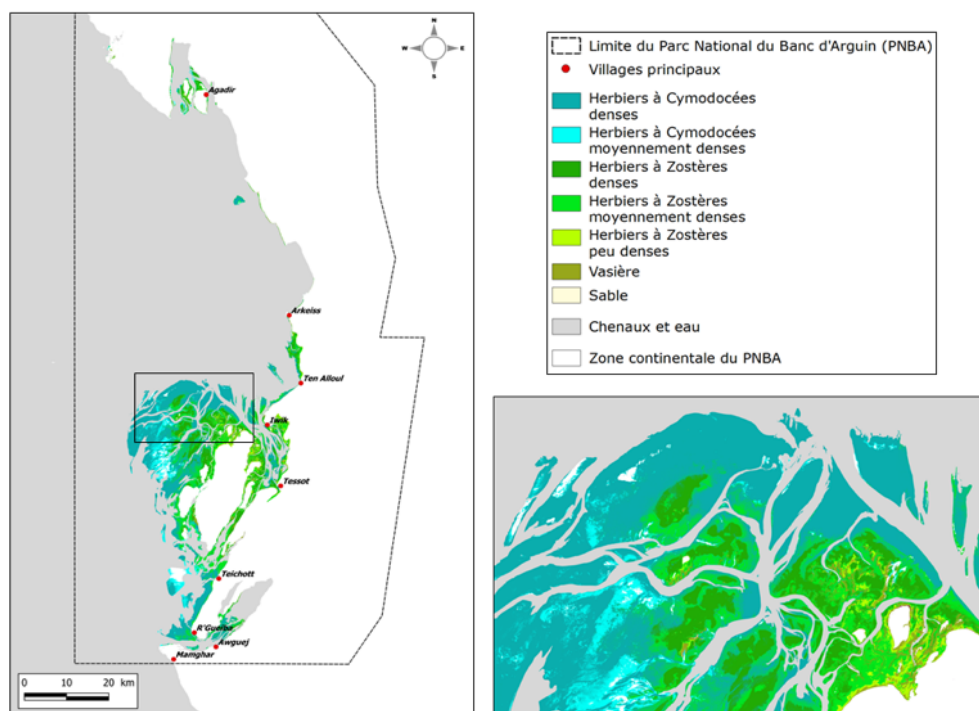 N
W
E
S
Agadir
Arkeiss
Ten Alloul
Iwik
Tessot
Teichott
R'Gueiba
Awguej
Mamghar
0 10 20 km
Limite du Parc National du Banc d'Arguin (PNBA)
Villages principaux
Herbiers à Cymodocées
denses
Herbiers à Cymodocées
moyennement denses
Herbiers à Zostères
denses
Herbiers à Zostères
moyennement denses
Herbiers à Zostères
peu denses
Vasière
Sable
Chenaux et eau
Zone continentale du PNBA